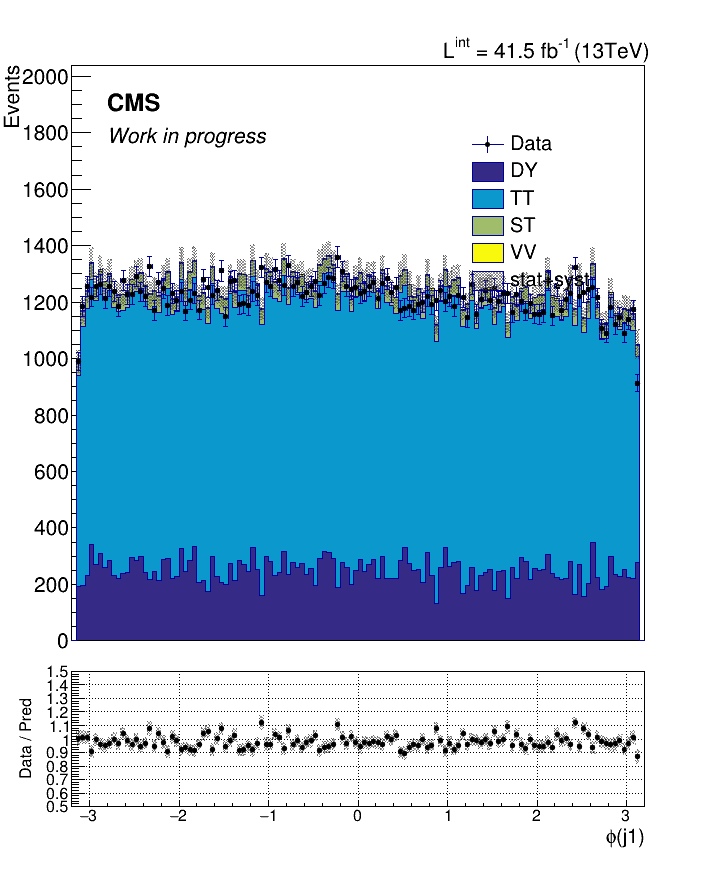 L^int = 41.5 fb^-1 (13TeV)
Events
2000
1800
1600
1400
1200
1000
800
600
400
200
0
CMS
Work in progress
Data
DY
TT
ST
VV
stat+syst
Data / Pred
1.5
1.4
1.3
1.2
1.1
1
0.9
0.8
0.7
0.6
0.5
−3 −2 −1 0 1 2 3
ϕ(j1)